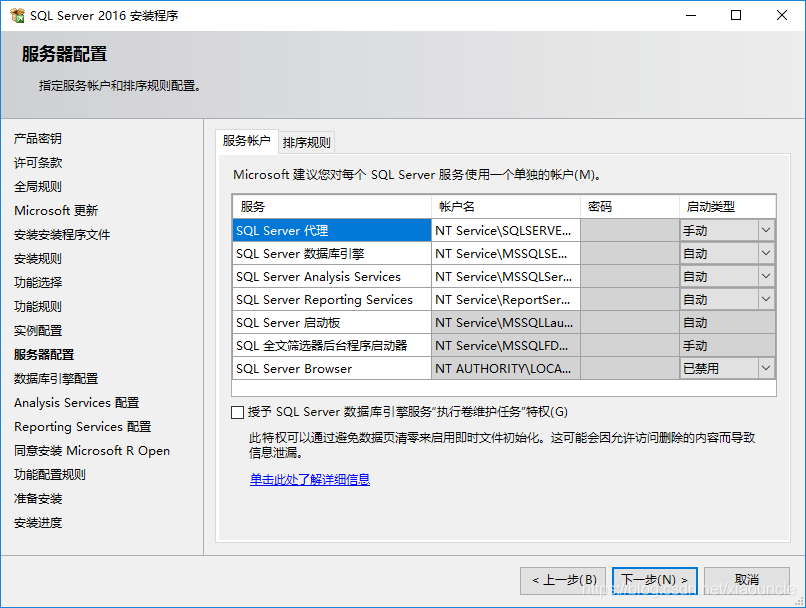 SQL Server 2016 安装程序
服务器配置
指定服务帐户和排序规则配置。
产品密钥
许可条款
全局规则
Microsoft 更新
安装安装程序文件
安装规则
功能选择
功能规则
实例配置
服务器配置
数据库引擎配置
Analysis Services 配置
Reporting Services 配置
同意安装 Microsoft R Open
功能配置规则
准备安装
安装进度
服务帐户 排序规则
Microsoft 建议您对每个 SQL Server 服务使用一个单独的帐户(M)。
服务 帐户名 密码 启动类型
SQL Server 代理 NT Service\SQLSERVE... 手动
SQL Server 数据库引擎 NT Service\MSSQLSE... 自动
SQL Server Analysis Services NT Service\MSSQLSer... 自动
SQL Server Reporting Services NT Service\ReportSer... 自动
SQL Server 启动板 NT Service\MSSQLLau... 自动
SQL 全文筛选器后台程序启动器 NT Service\MSSQLFD... 手动
SQL Server Browser NT AUTHORITY\LOCA... 已禁用
授予 SQL Server 数据库引擎服务“执行卷维护任务”特权(G)
此特权可以通过避免数据页清零来启用即时文件初始化。这可能会因允许访问删除的内容而导致
信息泄漏。
单击此处了解详细信息
< 上一步(B) 下一步(N) > 取消
https://blog.csdn.net/xiaouncle